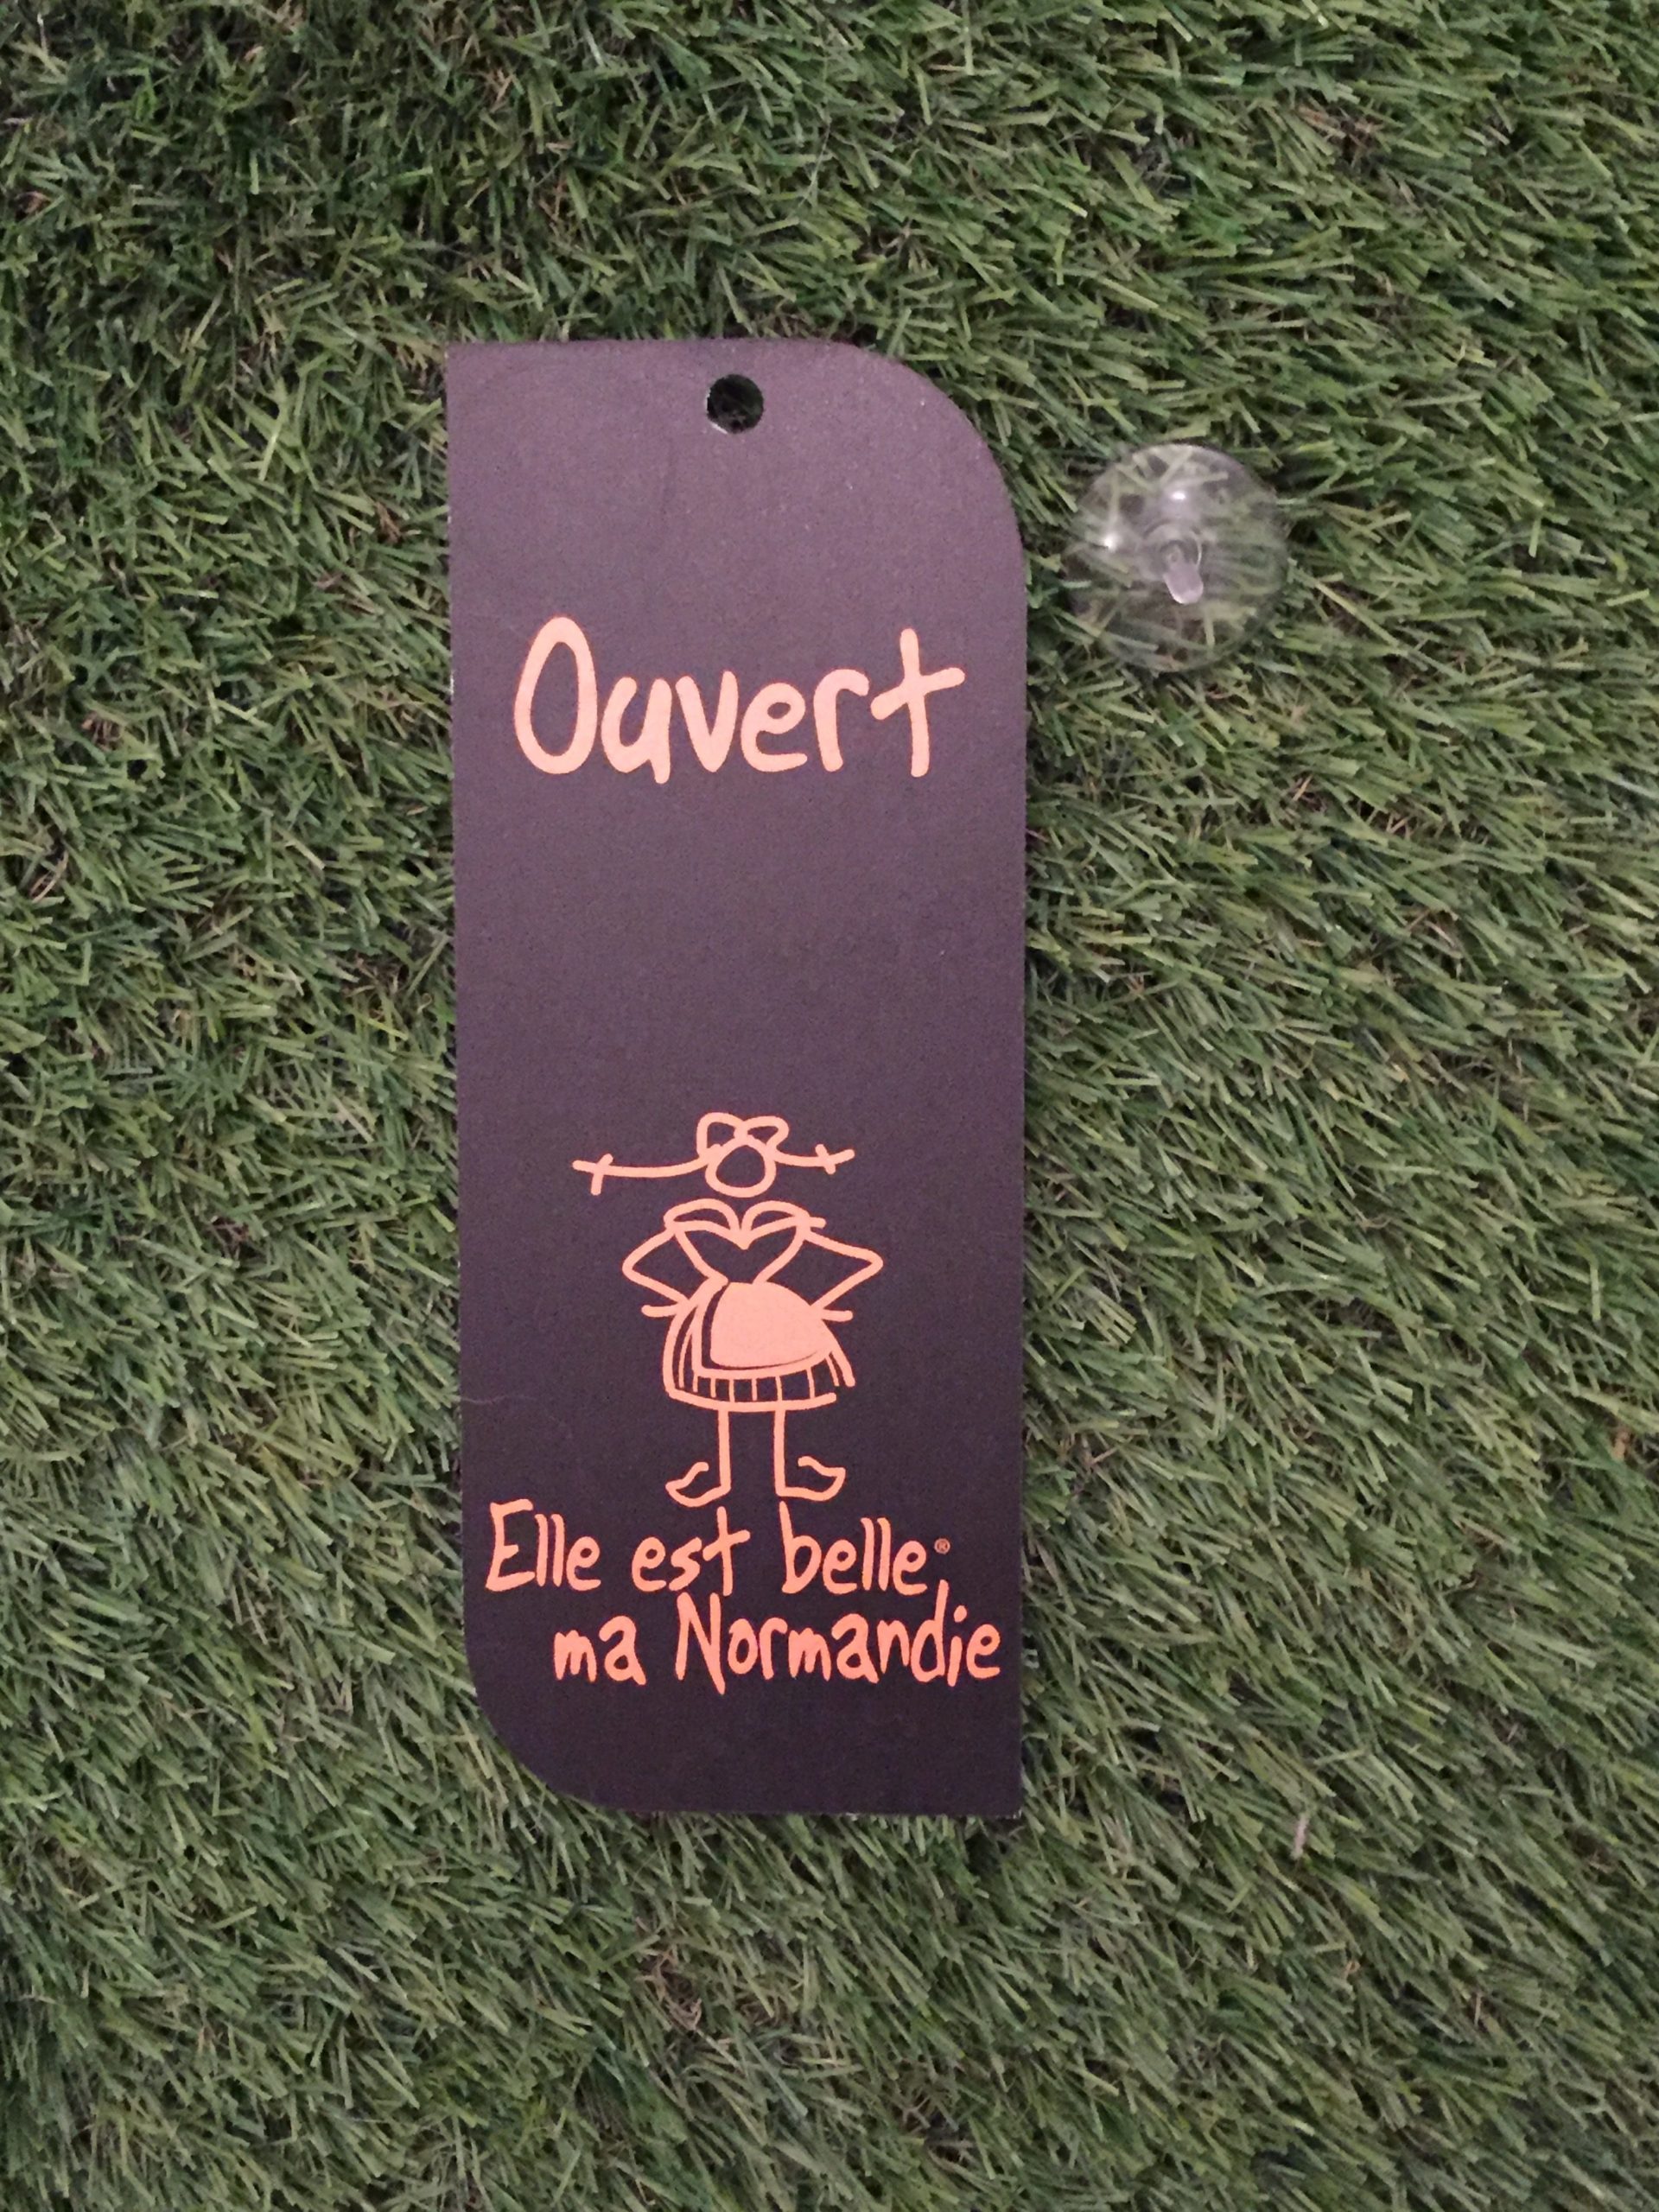 Ouvert
Elle est belle,®
ma Normandie